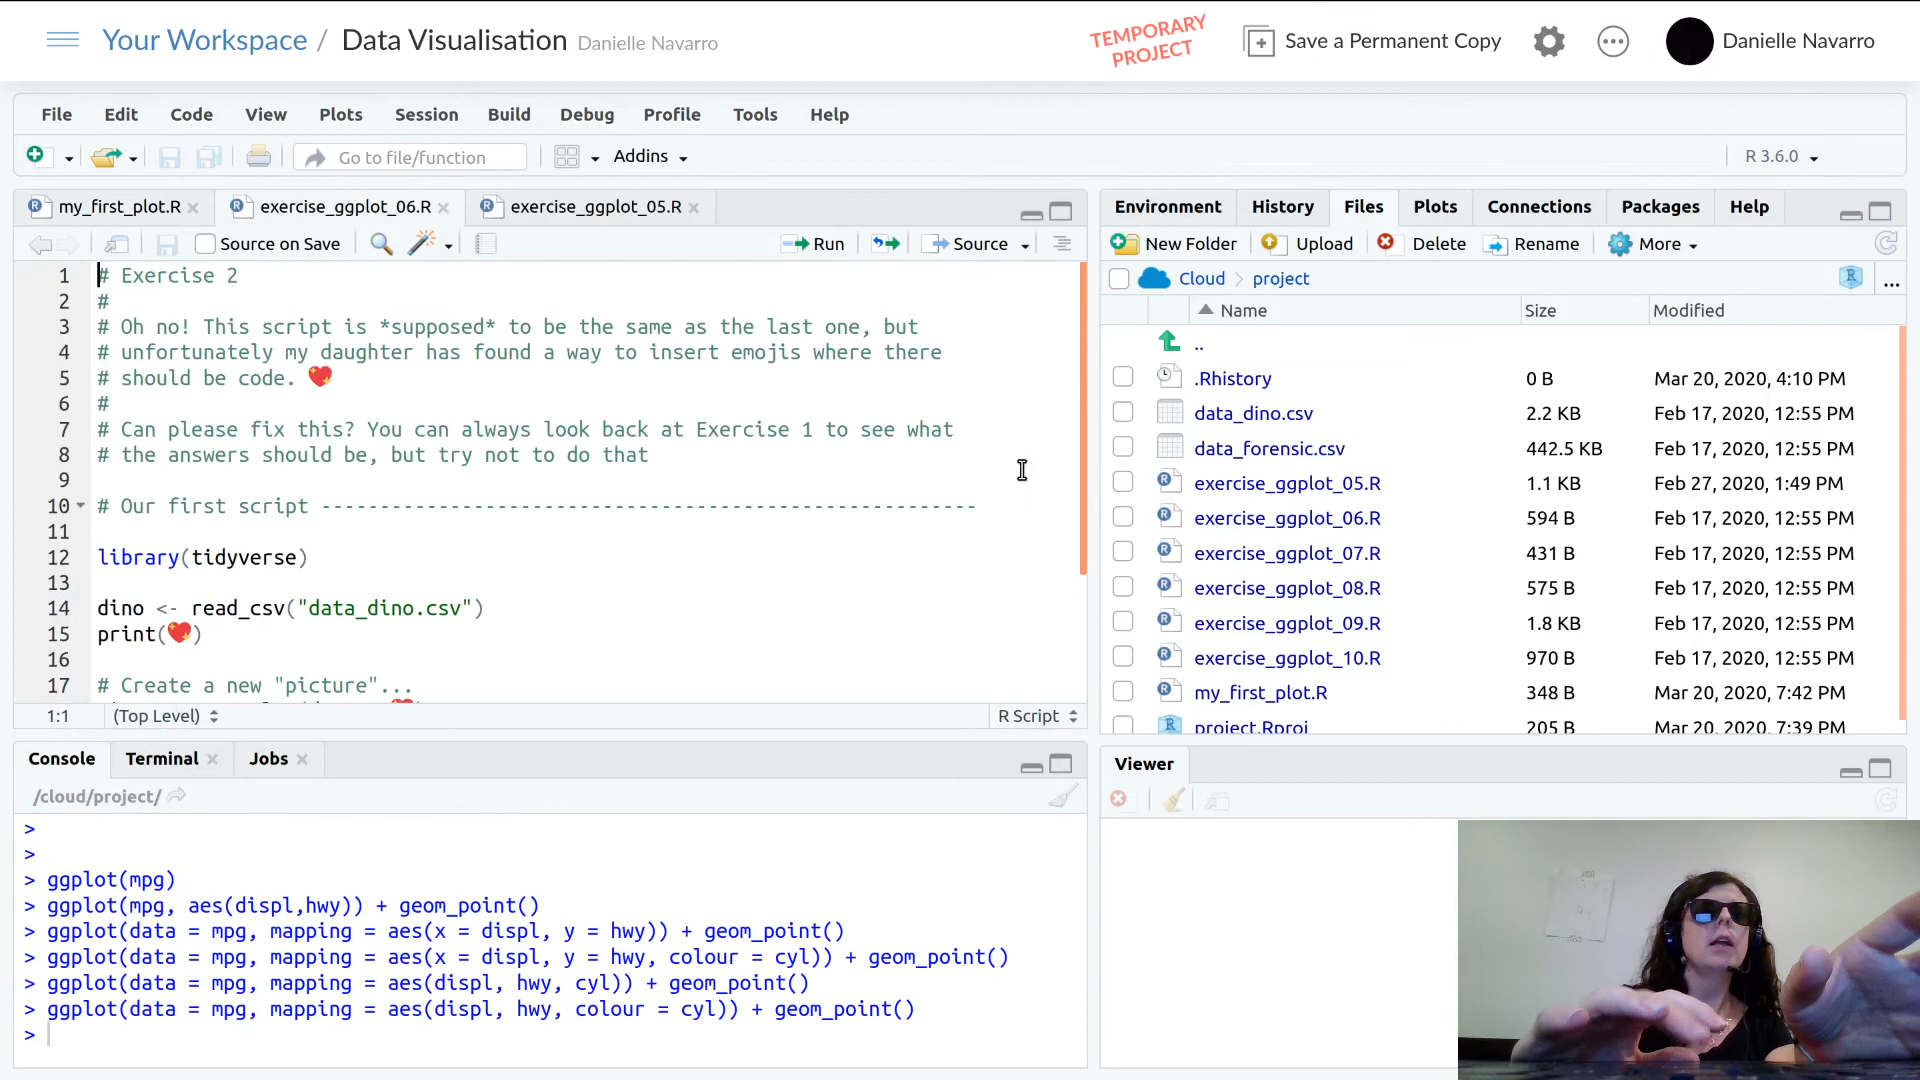 Your Workspace / Data Visualisation Danielle Navarro
TEMPORARY
PROJECT
Save a Permanent Copy
Danielle Navarro
File Edit Code View Plots Session Build Debug Profile Tools Help
Go to file/function
Addins
R 3.6.0
my_first_plot.R exercise_ggplot_06.R exercise_ggplot_05.R
Source on Save Run Source
1 # Exercise 2
2 #
3 # Oh no! This script is *supposed* to be the same as the last one, but
4 # unfortunately my daughter has found a way to insert emojis where there
5 # should be code. 💖
6 #
7 # Can please fix this? You can always look back at Exercise 1 to see what
8 # the answers should be, but try not to do that
9
10 # Our first script --------------------------------------------------------
11
12 library(tidyverse)
13
14 dino <- read_csv("data_dino.csv")
15 print(💖)
16
17 # Create a new "picture"...
1:1 (Top Level) R Script
Console Terminal Jobs
/cloud/project/
>
>
> ggplot(mpg)
> ggplot(mpg, aes(displ,hwy)) + geom_point()
> ggplot(data = mpg, mapping = aes(x = displ, y = hwy)) + geom_point()
> ggplot(data = mpg, mapping = aes(x = displ, y = hwy, colour = cyl)) + geom_point()
> ggplot(data = mpg, mapping = aes(displ, hwy, cyl)) + geom_point()
> ggplot(data = mpg, mapping = aes(displ, hwy, colour = cyl)) + geom_point()
>
Environment History Files Plots Connections Packages Help
New Folder Upload Delete Rename More
Cloud project ...
Name Size Modified
..
.Rhistory 0 B Mar 20, 2020, 4:10 PM
data_dino.csv 2.2 KB Feb 17, 2020, 12:55 PM
data_forensic.csv 442.5 KB Feb 17, 2020, 12:55 PM
exercise_ggplot_05.R 1.1 KB Feb 27, 2020, 1:49 PM
exercise_ggplot_06.R 594 B Feb 17, 2020, 12:55 PM
exercise_ggplot_07.R 431 B Feb 17, 2020, 12:55 PM
exercise_ggplot_08.R 575 B Feb 17, 2020, 12:55 PM
exercise_ggplot_09.R 1.8 KB Feb 17, 2020, 12:55 PM
exercise_ggplot_10.R 970 B Feb 17, 2020, 12:55 PM
my_first_plot.R 348 B Mar 20, 2020, 7:42 PM
project.Rproj 205 B Mar 20, 2020, 7:39 PM
Viewer